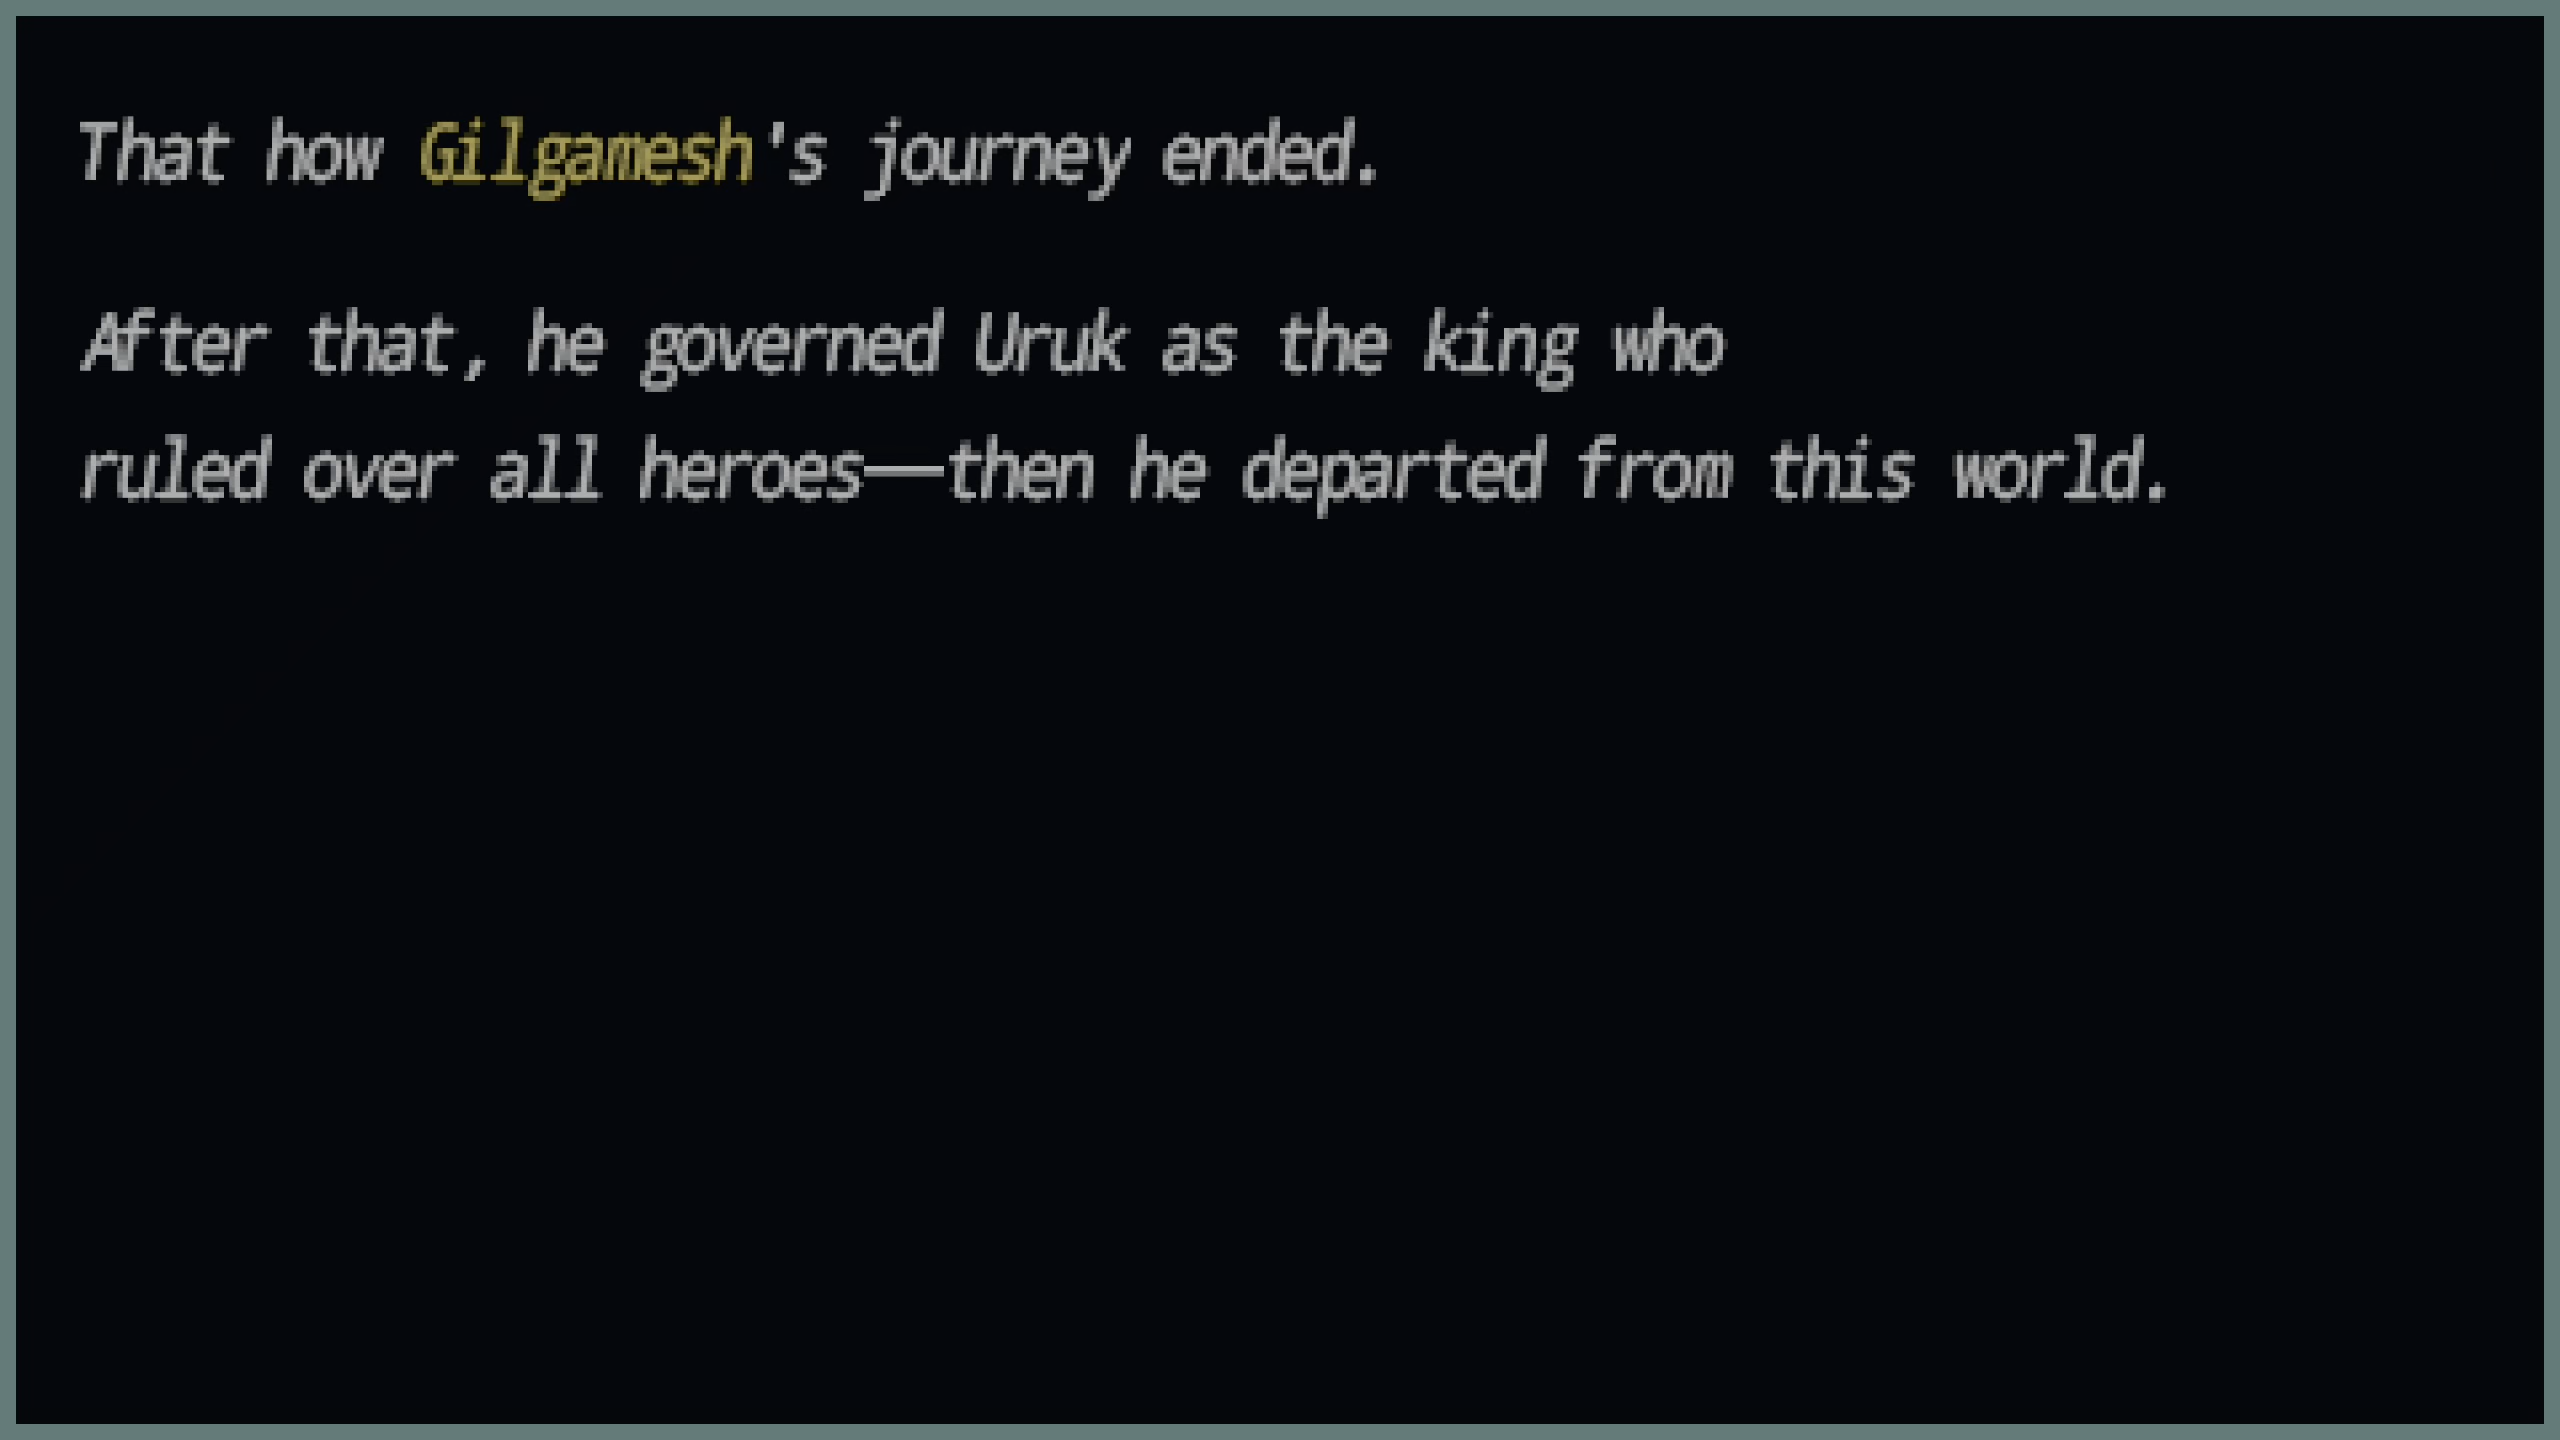 That how Gilgamesh's journey ended.
After that, he governed Uruk as the king who
ruled over all heroes──then he departed from this world.